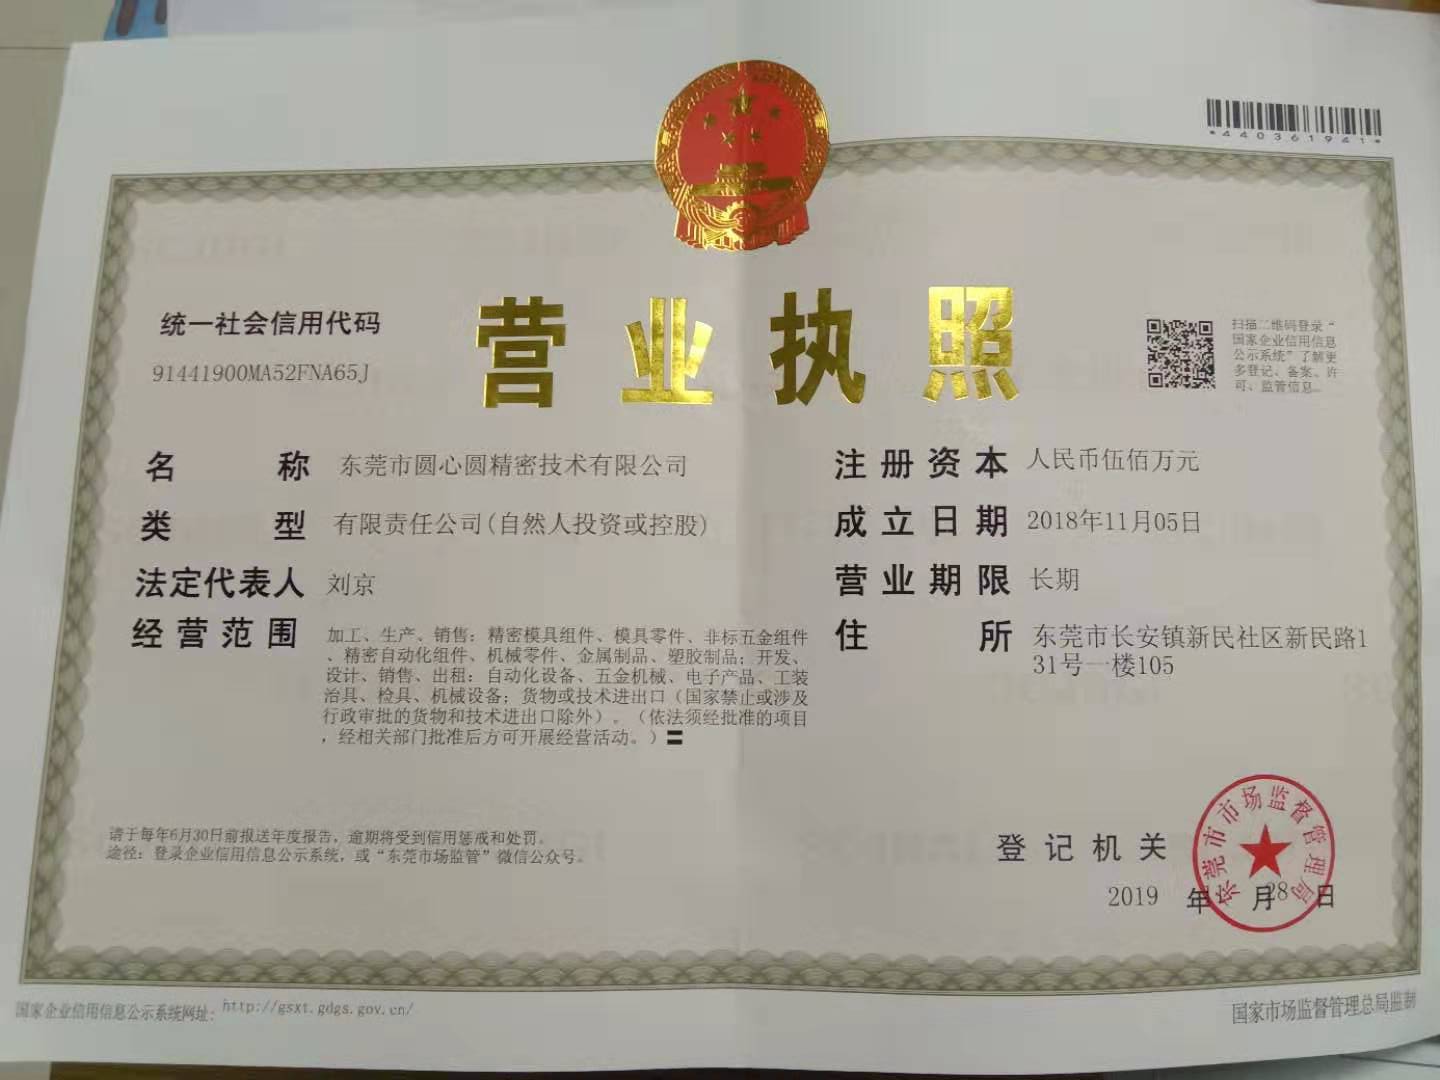 *440361941*
营业执照
统一社会信用代码
91441900MA52FNA65J
扫描二维码登录“
国家企业信用信息
公示系统”了解更
多登记、备案、许
可、监管信息。
名称 东莞市圆心圆精密技术有限公司
类型 有限责任公司(自然人投资或控股)
法定代表人 刘京
经营范围 加工、生产、销售：精密模具组件、模具零件、非标五金组件
、精密自动化组件、机械零件、金属制品、塑胶制品；开发、
设计、销售、出租：自动化设备、五金机械、电子产品、工装
治具、检具、机械设备；货物或技术进出口（国家禁止或涉及
行政审批的货物和技术进出口除外）。（依法须经批准的项目
，经相关部门批准后方可开展经营活动。）〓
注册资本 人民币伍佰万元
成立日期 2018年11月05日
营业期限 长期
住所 东莞市长安镇新民社区新民路1
31号一楼105
请于每年6月30日前报送年度报告，逾期将受到信用惩戒和处罚。
途径：登录企业信用信息公示系统，或“东莞市场监管”微信公众号。
登记机关
东莞市市场监督管理局
2019年11月28日
国家企业信用信息公示系统网址：http://gsxt.gdgs.gov.cn/
国家市场监督管理总局监制